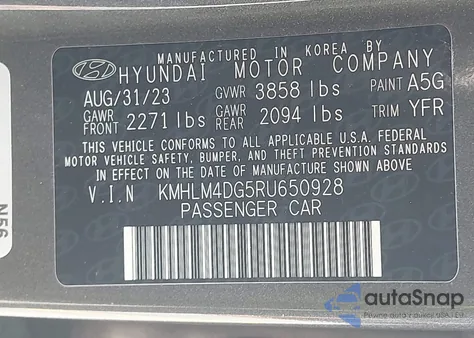 MANUFACTURED IN KOREA BY
HYUNDAI MOTOR COMPANY
AUG/31/23 GVWR 3858 lbs PAINT A5G
GAWR FRONT 2271 lbs GAWR REAR 2094 lbs TRIM YFR
THIS VEHICLE CONFORMS TO ALL APPLICABLE U.S.A. FEDERAL
MOTOR VEHICLE SAFETY, BUMPER, AND THEFT PREVENTION STANDARDS
IN EFFECT ON THE DATE OF MANUFACTURE SHOWN ABOVE
V.I.N KMHLM4DG5RU650928
PASSENGER CAR
N56
autoSnap